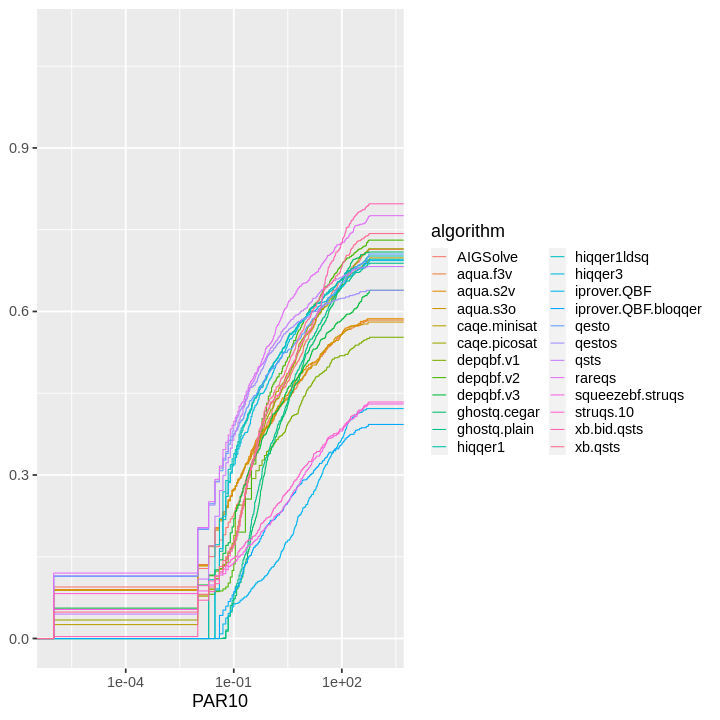 0.9
0.6
0.3
0.0
1e-04 1e-01 1e+02
PAR10
algorithm
AIGSolve
aqua.f3v
aqua.s2v
aqua.s3o
caqe.minisat
caqe.picosat
depqbf.v1
depqbf.v2
depqbf.v3
ghostq.cegar
ghostq.plain
hiqqer1
hiqqer1ldsq
hiqqer3
iprover.QBF
iprover.QBF.bloqqer
qesto
qestos
qsts
rareqs
squeezebf.struqs
struqs.10
xb.bid.qsts
xb.qsts